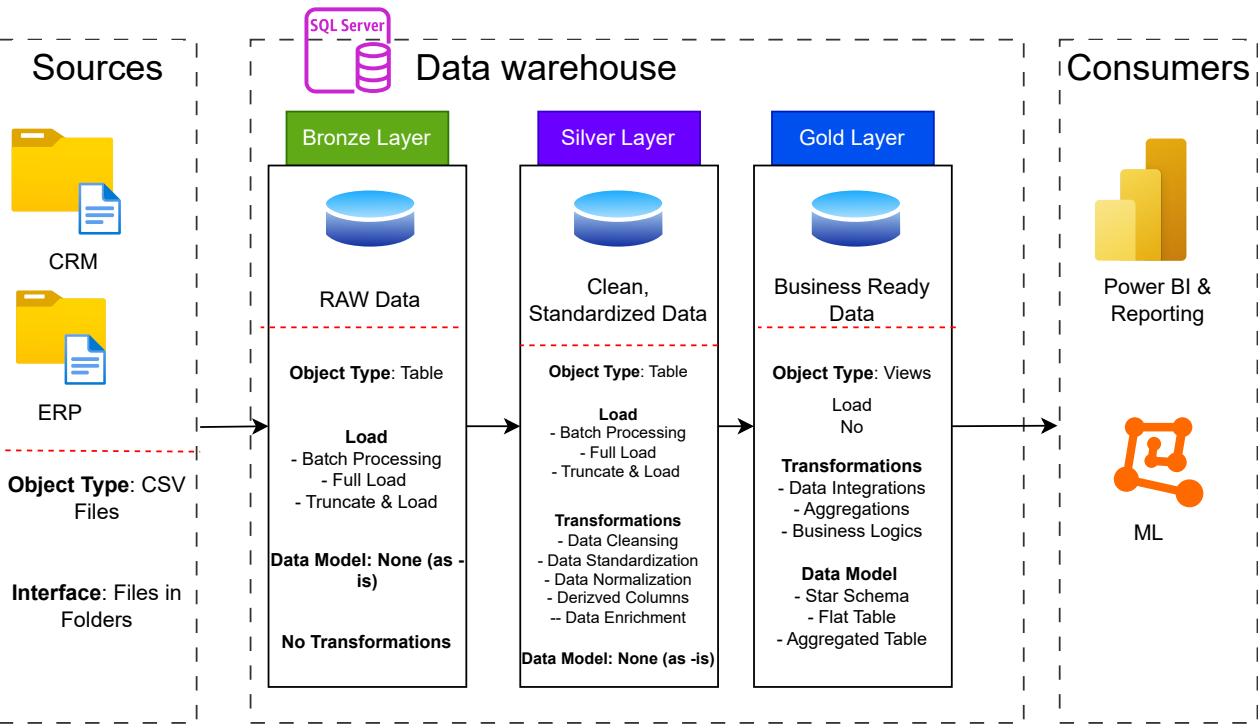 SQL Server
Sources
Data warehouse
Consumers
CRM
ERP
Object Type: CSV
Files
Interface: Files in
Folders
Bronze Layer
RAW Data
Object Type: Table
Load
- Batch Processing
- Full Load
- Truncate & Load
Data Model: None (as -
is)
No Transformations
Silver Layer
Clean,
Standardized Data
Object Type: Table
Load
- Batch Processing
- Full Load
- Truncate & Load
Transformations
- Data Cleansing
- Data Standardization
- Data Normalization
- Derizved Columns
-- Data Enrichment
Data Model: None (as -is)
Gold Layer
Business Ready
Data
Object Type: Views
Load
No
Transformations
- Data Integrations
- Aggregations
- Business Logics
Data Model
- Star Schema
- Flat Table
- Aggregated Table
Power BI &
Reporting
ML